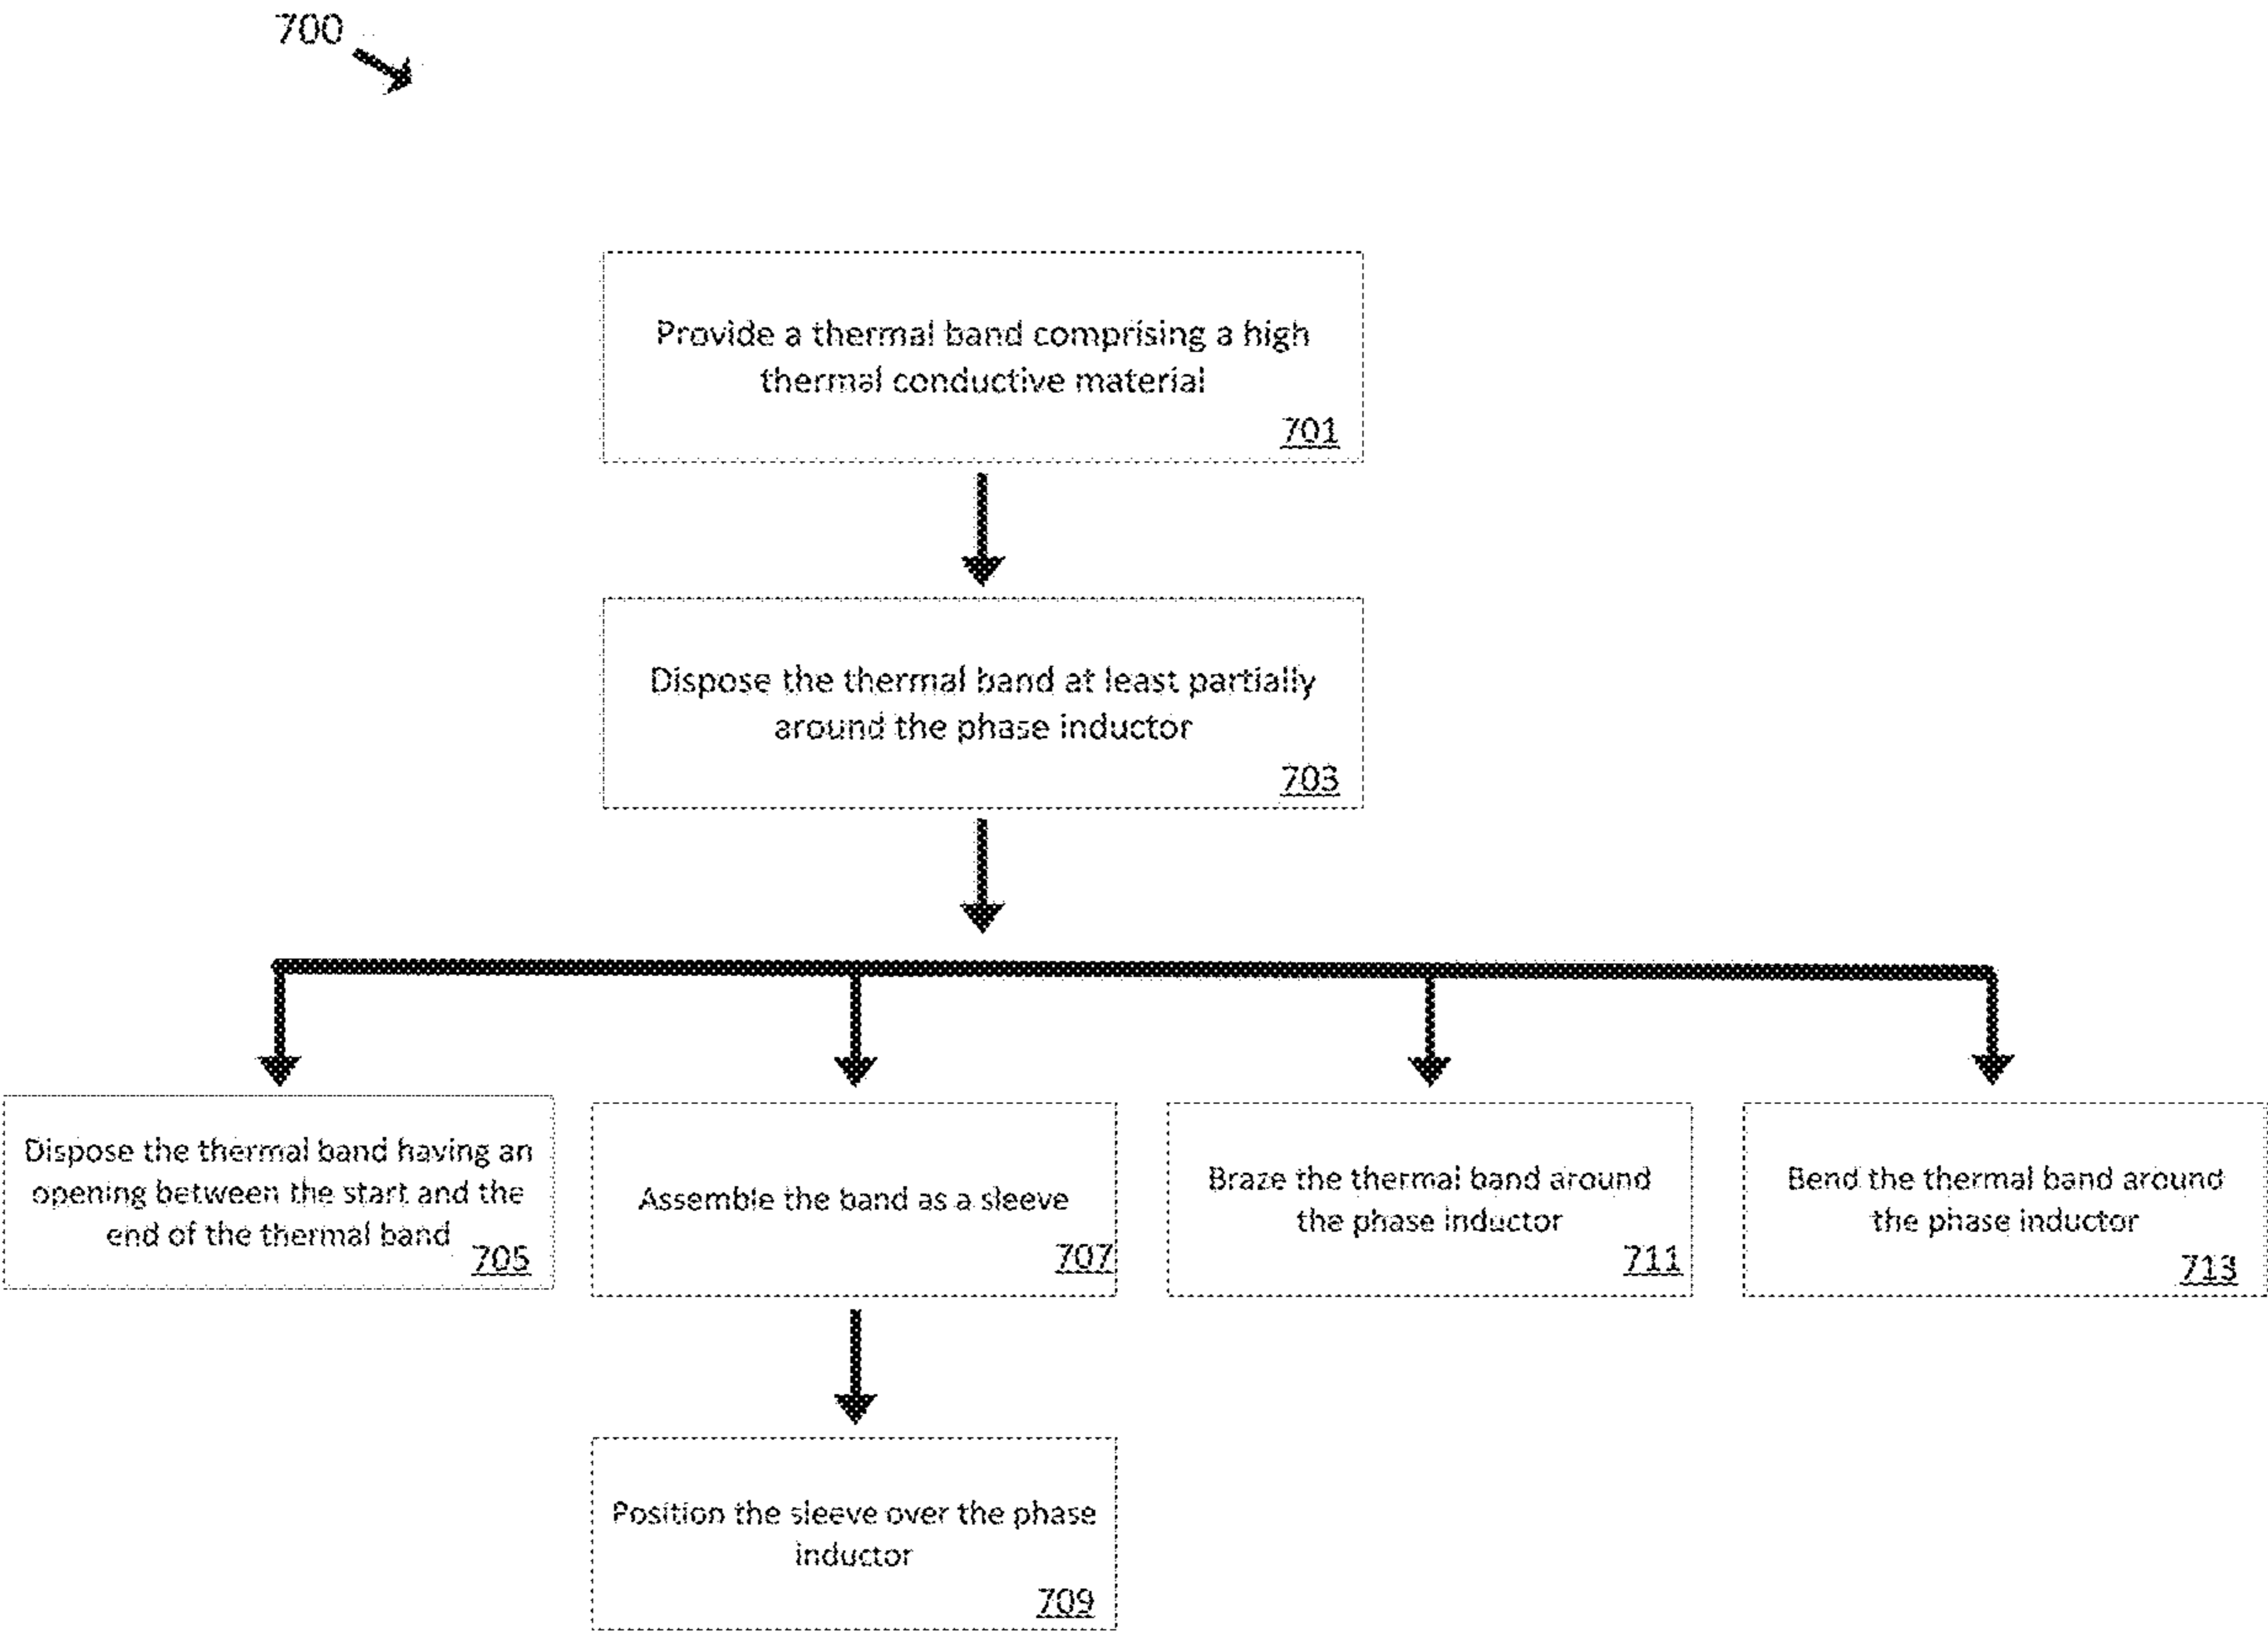 700
Provide a thermal band comprising a high
thermal conductive material
701
Dispose the thermal band at least partially
around the phase inductor
703
Dispose the thermal band having an
opening between the start and the
end of the thermal band
705
Assemble the band as a sleeve
707
Braze the thermal band around
the phase inductor
711
Bend the thermal band around
the phase inductor
713
Position the sleeve over the phase
inductor
709